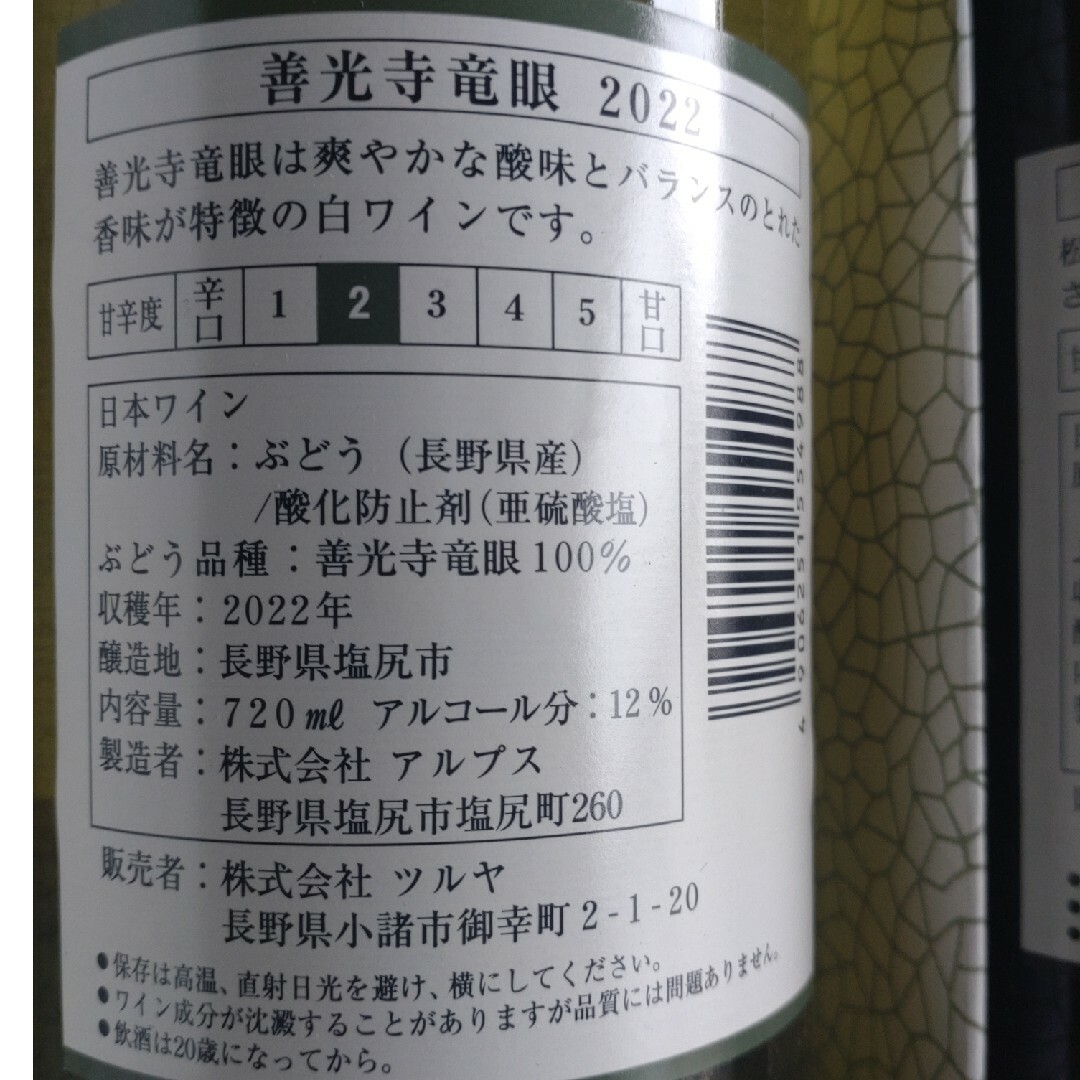 善光寺竜眼 2022
善光寺竜眼は爽やかな酸味とバランスのとれた
香味が特徴の白ワインです。
甘辛度 辛口 1 2 3 4 5 甘口
日本ワイン
原材料名：ぶどう（長野県産）
/酸化防止剤(亜硫酸塩)
ぶどう品種：善光寺竜眼100%
収穫年：2022年
醸造地：長野県塩尻市
内容量：720㎖ アルコール分：12%
製造者：株式会社 アルプス
長野県塩尻市塩尻町260
販売者：株式会社 ツルヤ
長野県小諸市御幸町2-1-20
●保存は高温、直射日光を避け、横にしてください。
●ワイン成分が沈澱することがありますが品質には問題ありません。
●飲酒は20歳になってから。